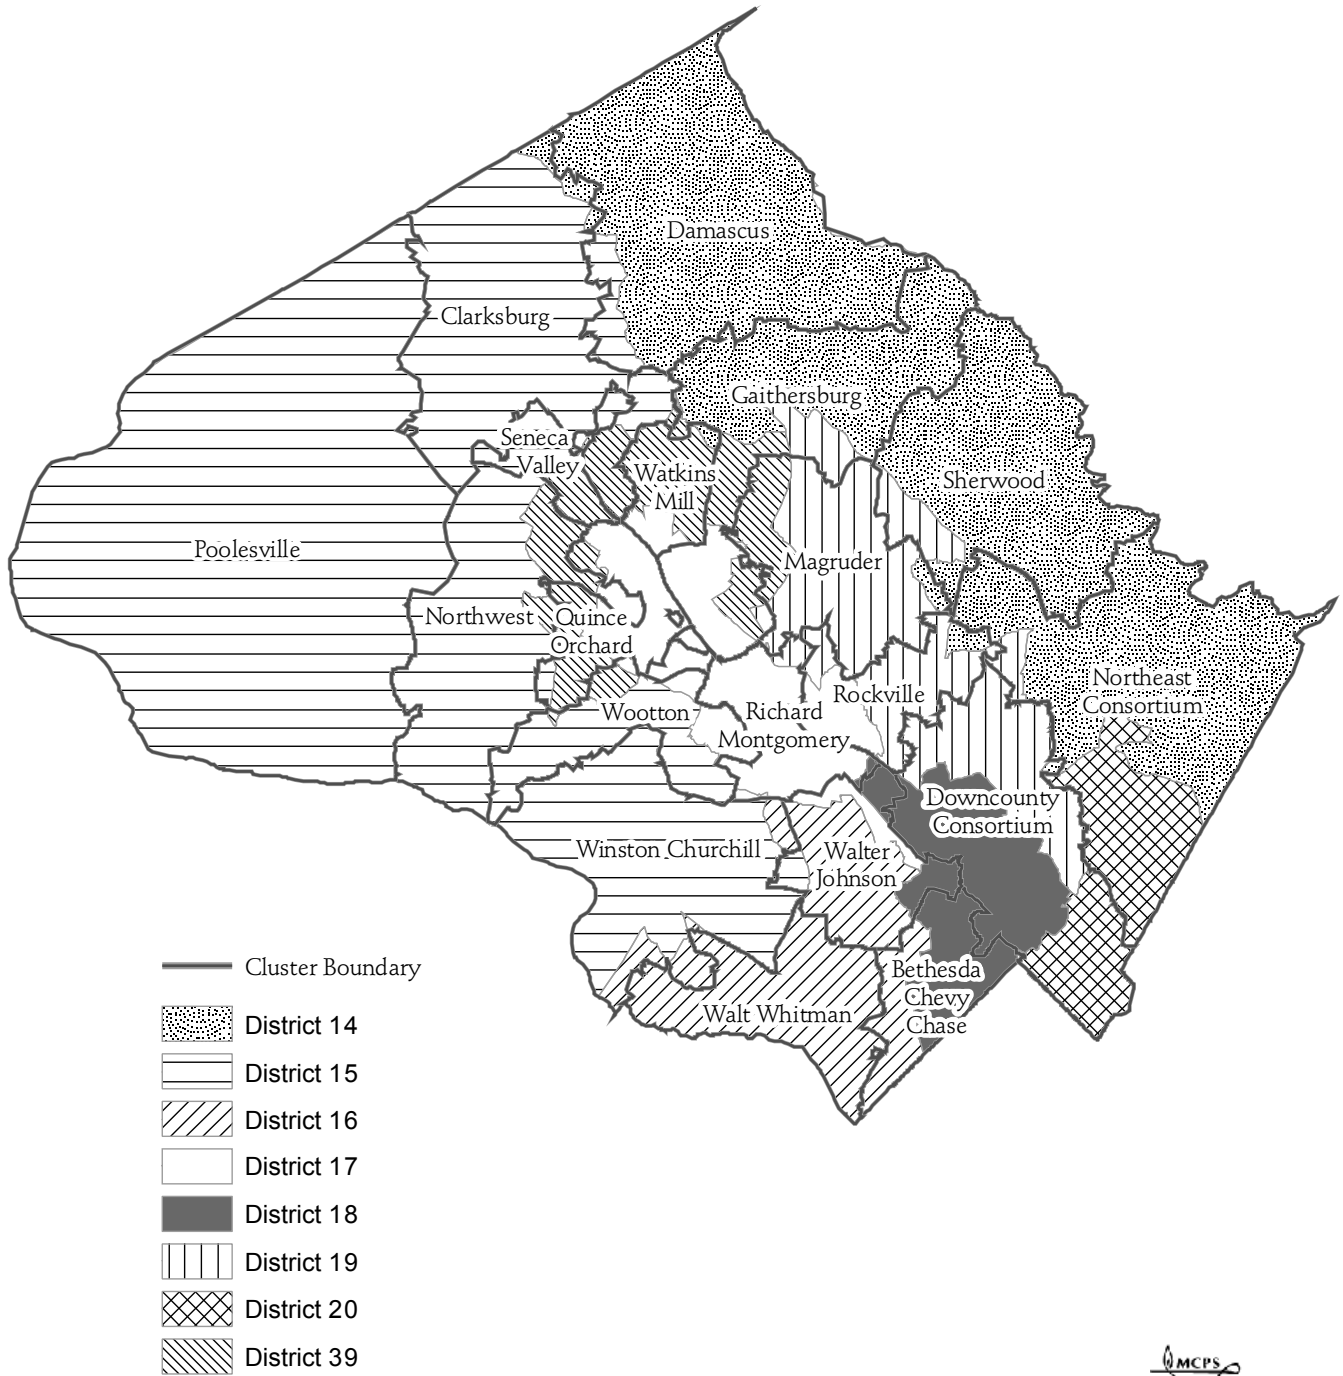 Damascus
Clarksburg
Gaithersburg
Seneca
Valley
Watkins
Mill
Sherwood
Poolesville
Magruder
Northwest
Quince
Orchard
Northeast
Consortium
Rockville
Wootton
Richard
Montgomery
Downcounty
Consortium
Winston Churchill
Walter
Johnson
Bethesda
Chevy
Chase
Walt Whitman
Cluster Boundary
District 14
District 15
District 16
District 17
District 18
District 19
District 20
District 39
MCPS